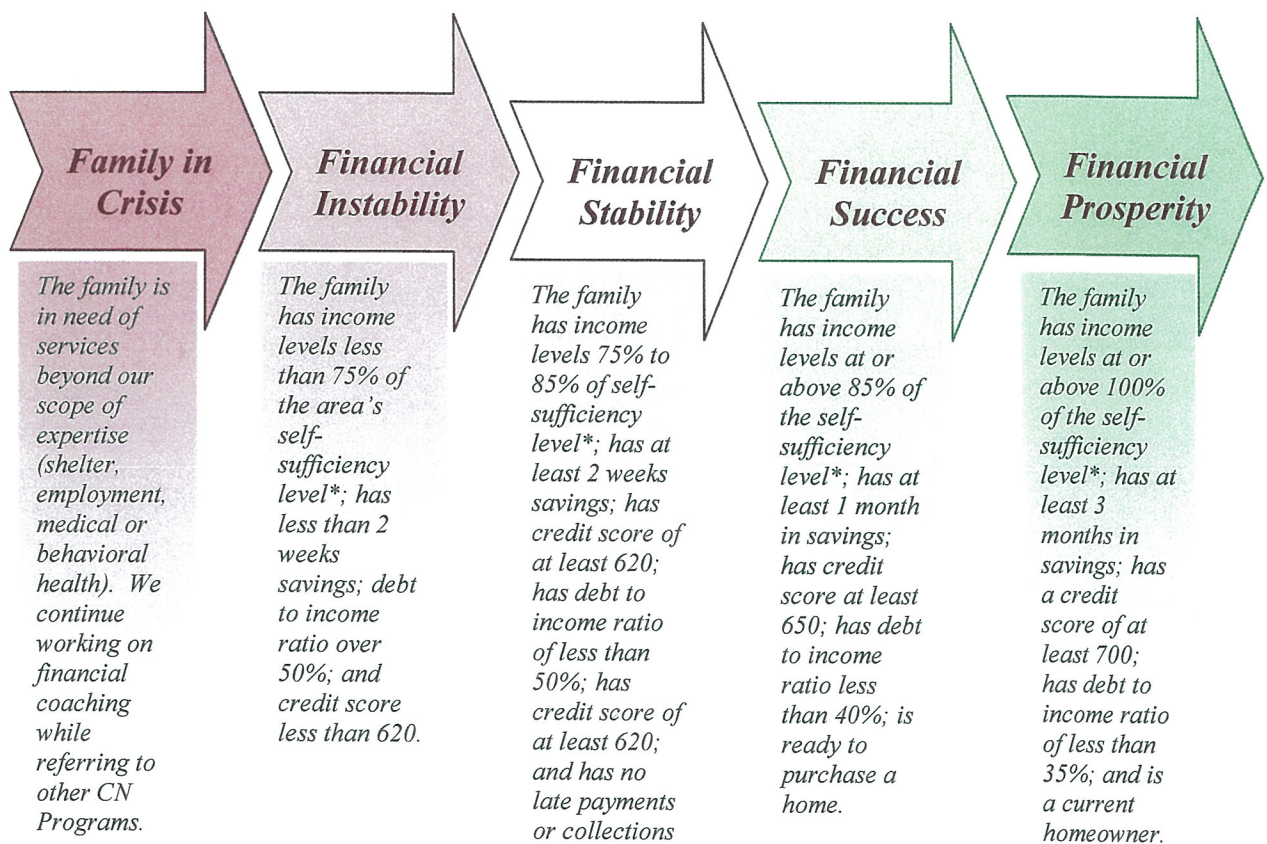 Family in
Crisis
The family is
in need of
services
beyond our
scope of
expertise
(shelter,
employment,
medical or
behavioral
health). We
continue
working on
financial
coaching
while
referring to
other CN
Programs.
Financial
Instability
The family
has income
levels less
than 75% of
the area's
self-
sufficiency
level*; has
less than 2
weeks
savings; debt
to income
ratio over
50%; and
credit score
less than 620.
Financial
Stability
The family
has income
levels 75% to
85% of self-
sufficiency
level*; has at
least 2 weeks
savings; has
credit score of
at least 620;
has debt to
income ratio
of less than
50%; has
credit score of
at least 620;
and has no
late payments
or collections
Financial
Success
The family
has income
levels at or
above 85% of
the self-
sufficiency
level*; has at
least 1 month
in savings;
has credit
score at least
650; has debt
to income
ratio less
than 40%; is
ready to
purchase a
home.
Financial
Prosperity
The family
has income
levels at or
above 100%
of the self-
sufficiency
level*; has at
least 3
months in
savings; has
a credit
score of at
least 700;
has debt to
income ratio
of less than
35%; and is
a current
homeowner.